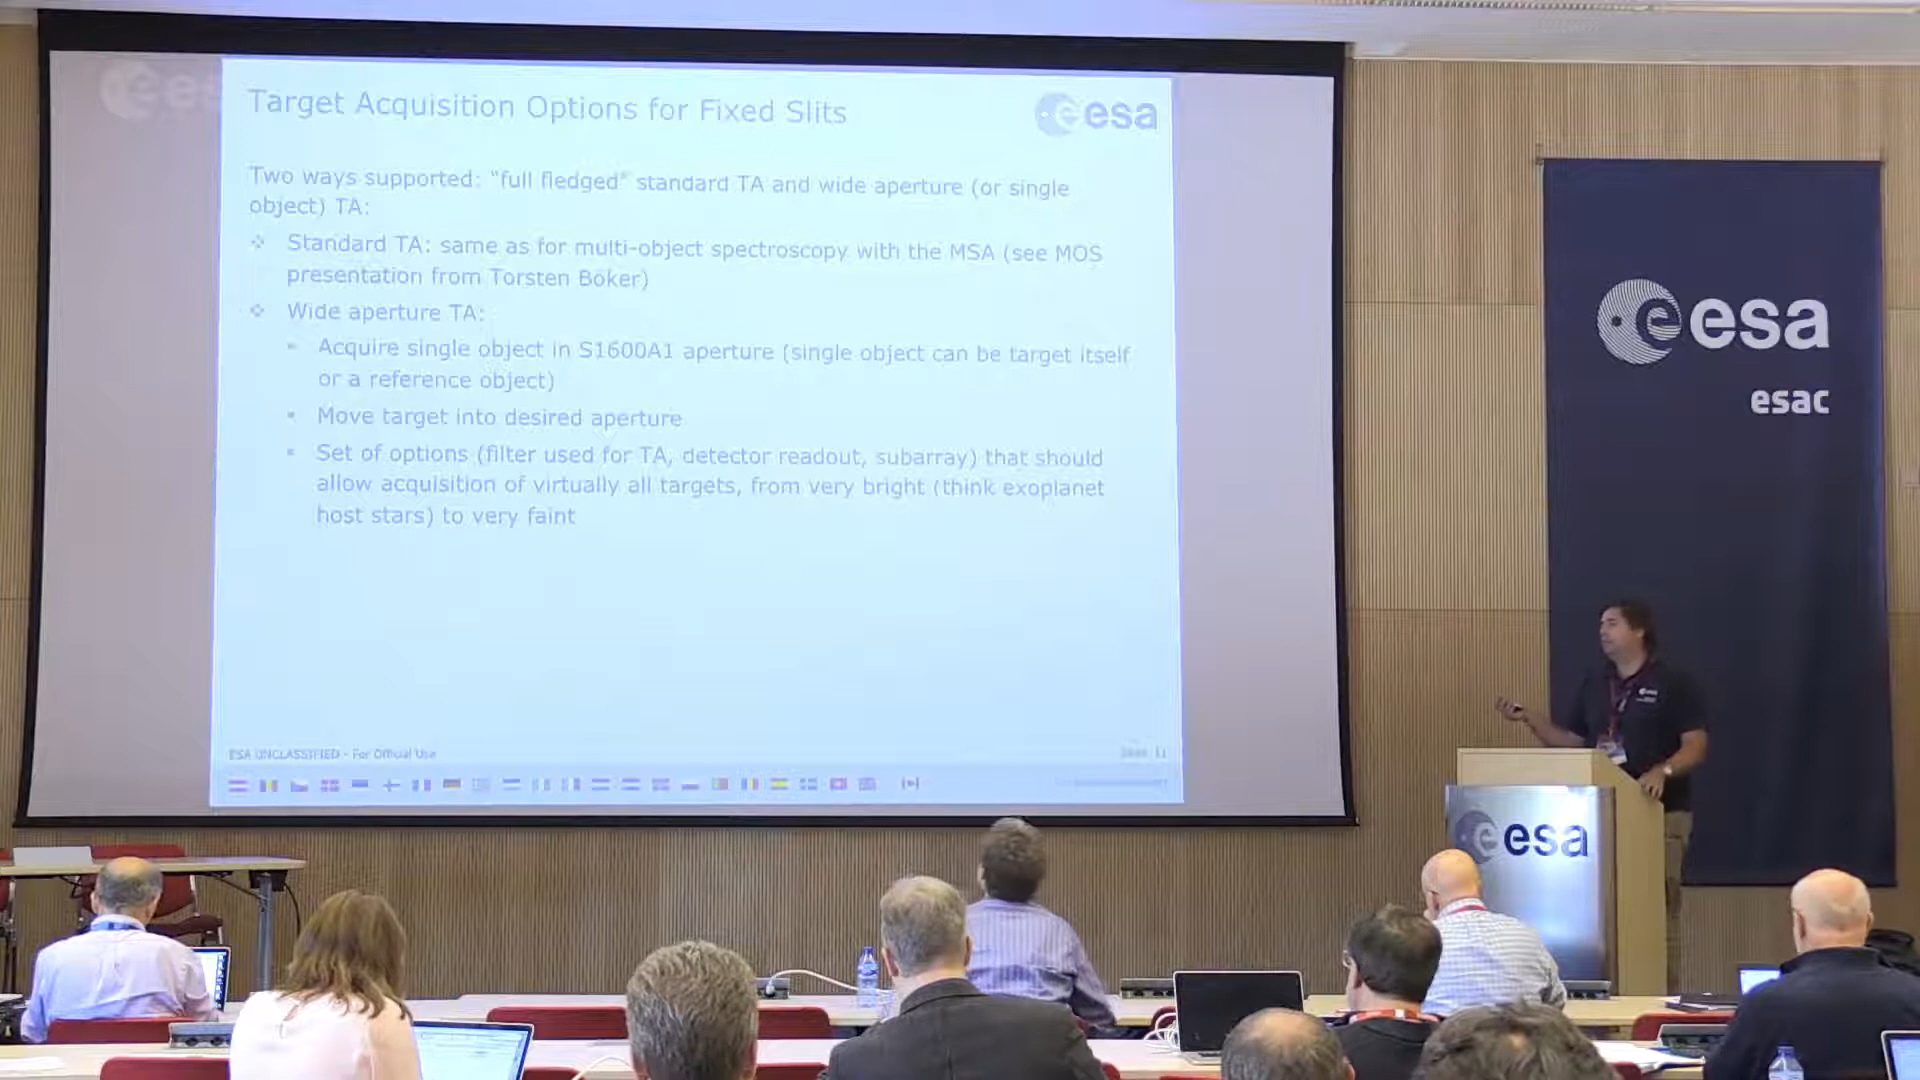 Target Acquisition Options for Fixed Slits
esa
Two ways supported: "full fledged" standard TA and wide aperture (or single
object) TA:
Standard TA: same as for multi-object spectroscopy with the MSA (see MOS
presentation from Torsten Böker)
Wide aperture TA:
Acquire single object in S1600A1 aperture (single object can be target itself
or a reference object)
Move target into desired aperture
Set of options (filter used for TA, detector readout, subarray) that should
allow acquisition of virtually all targets, from very bright (think exoplanet
host stars) to very faint
ESA UNCLASSIFIED - For Official Use
esa
esac
esa